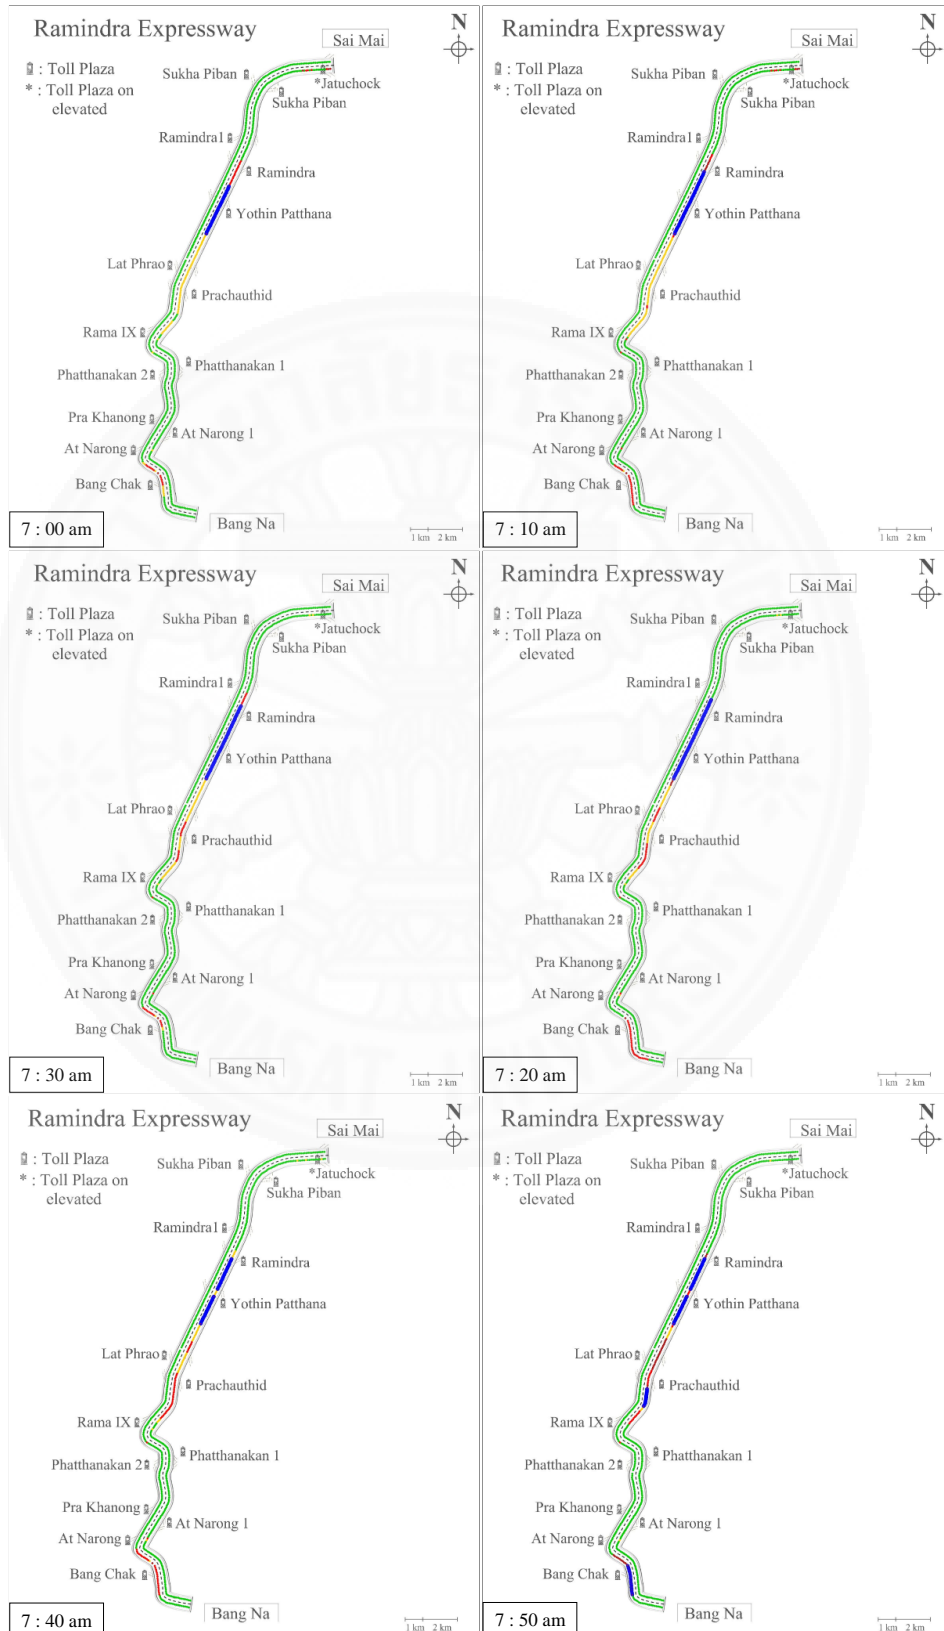 Ramindra Expressway
N
Sai Mai
: Toll Plaza
* : Toll Plaza on
elevated
Sukha Piban
*Jatuchock
Sukha Piban
Ramindra1
Ramindra
Yothin Patthana
Lat Phrao
Prachauthid
Rama IX
Phatthanakan 1
Phatthanakan 2
Pra Khanong
At Narong 1
At Narong
Bang Chak
7 : 00 am
Bang Na
1 km 2 km
Ramindra Expressway
N
Sai Mai
: Toll Plaza
* : Toll Plaza on
elevated
Sukha Piban
*Jatuchock
Sukha Piban
Ramindra1
Ramindra
Yothin Patthana
Lat Phrao
Prachauthid
Rama IX
Phatthanakan 1
Phatthanakan 2
Pra Khanong
At Narong 1
At Narong
Bang Chak
7 : 10 am
Bang Na
1 km 2 km
Ramindra Expressway
N
Sai Mai
: Toll Plaza
* : Toll Plaza on
elevated
Sukha Piban
*Jatuchock
Sukha Piban
Ramindra1
Ramindra
Yothin Patthana
Lat Phrao
Prachauthid
Rama IX
Phatthanakan 1
Phatthanakan 2
Pra Khanong
At Narong 1
At Narong
Bang Chak
7 : 30 am
Bang Na
1 km 2 km
Ramindra Expressway
N
Sai Mai
: Toll Plaza
* : Toll Plaza on
elevated
Sukha Piban
*Jatuchock
Sukha Piban
Ramindra1
Ramindra
Yothin Patthana
Lat Phrao
Prachauthid
Rama IX
Phatthanakan 1
Phatthanakan 2
Pra Khanong
At Narong 1
At Narong
Bang Chak
7 : 20 am
Bang Na
1 km 2 km
Ramindra Expressway
N
Sai Mai
: Toll Plaza
* : Toll Plaza on
elevated
Sukha Piban
*Jatuchock
Sukha Piban
Ramindra1
Ramindra
Yothin Patthana
Lat Phrao
Prachauthid
Rama IX
Phatthanakan 1
Phatthanakan 2
Pra Khanong
At Narong 1
At Narong
Bang Chak
7 : 40 am
Bang Na
1 km 2 km
Ramindra Expressway
N
Sai Mai
: Toll Plaza
* : Toll Plaza on
elevated
Sukha Piban
*Jatuchock
Sukha Piban
Ramindra1
Ramindra
Yothin Patthana
Lat Phrao
Prachauthid
Rama IX
Phatthanakan 1
Phatthanakan 2
Pra Khanong
At Narong 1
At Narong
Bang Chak
7 : 50 am
Bang Na
1 km 2 km